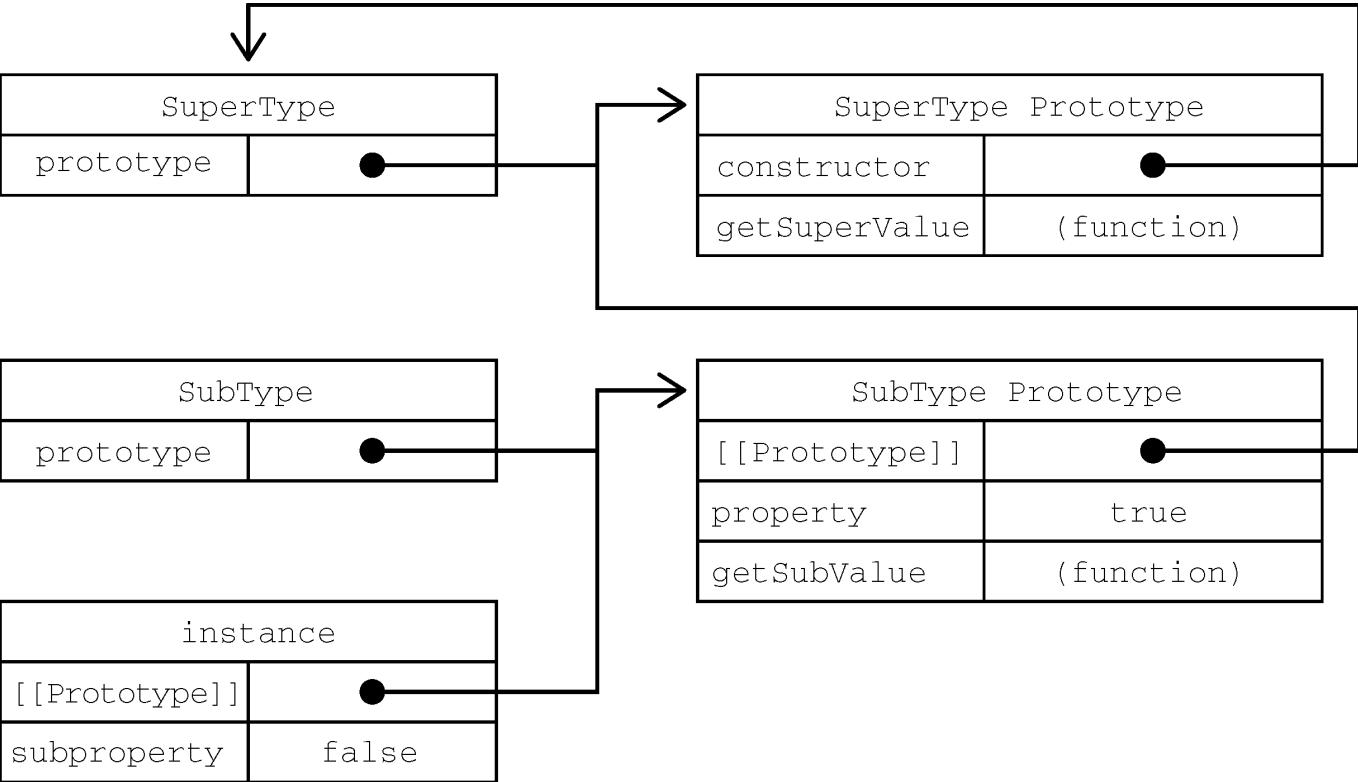 SuperType
prototype
SuperType Prototype
constructor
getSuperValue (function)
SubType
prototype
SubType Prototype
[[Prototype]]
property true
getSubValue (function)
instance
[[Prototype]]
subproperty false